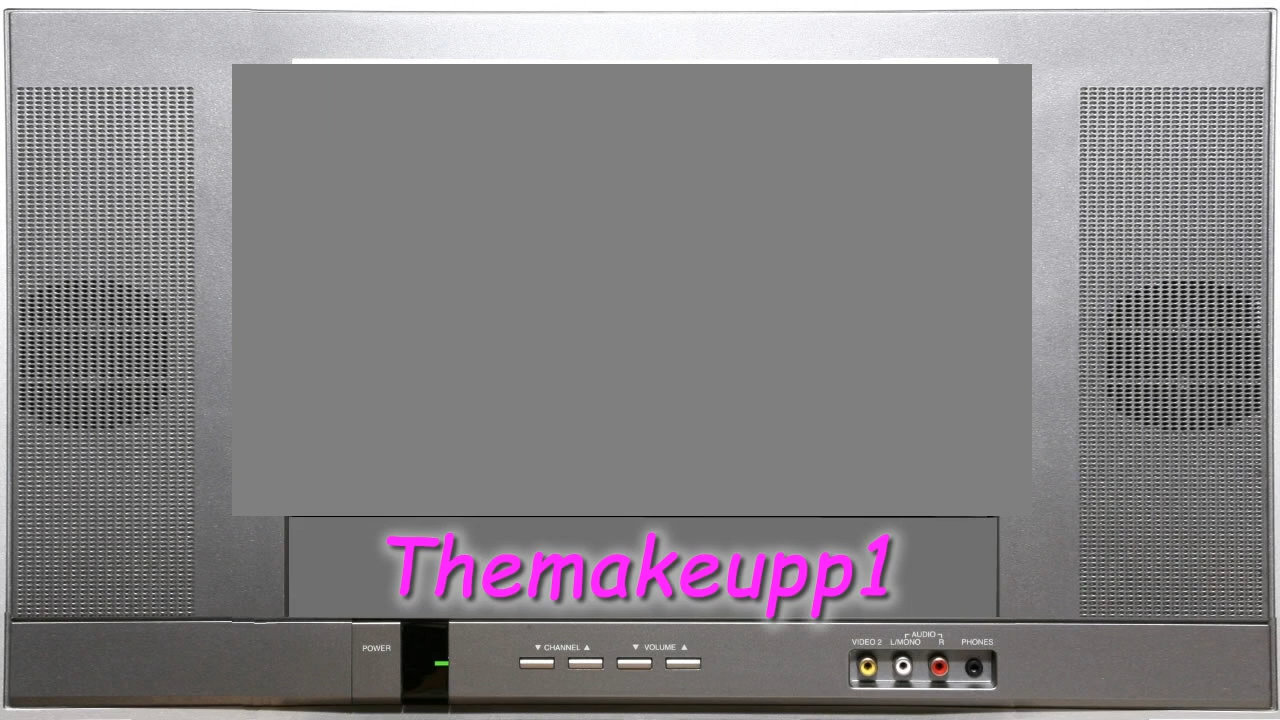 Themakeupp1
POWER
▼ CHANNEL ▲
▼ VOLUME ▲
AUDIO
VIDEO 2 L/MONO R PHONES